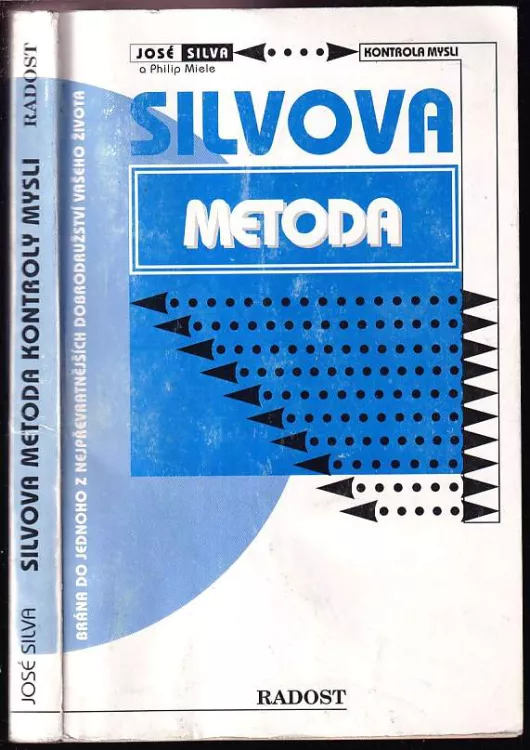 JOSÉ SILVA
KONTROLA MYSLI
a Philip Miele
SILVOVA
METODA
RADOST
BRÁNA DO JEDNOHO Z NEJPŘEVRATNĚJŠÍCH DOBRODRUŽSTVÍ VAŠEHO ŽIVOTA
JOSÉ SILVA SILVOVA METODA KONTROLY MYSLI RADOST